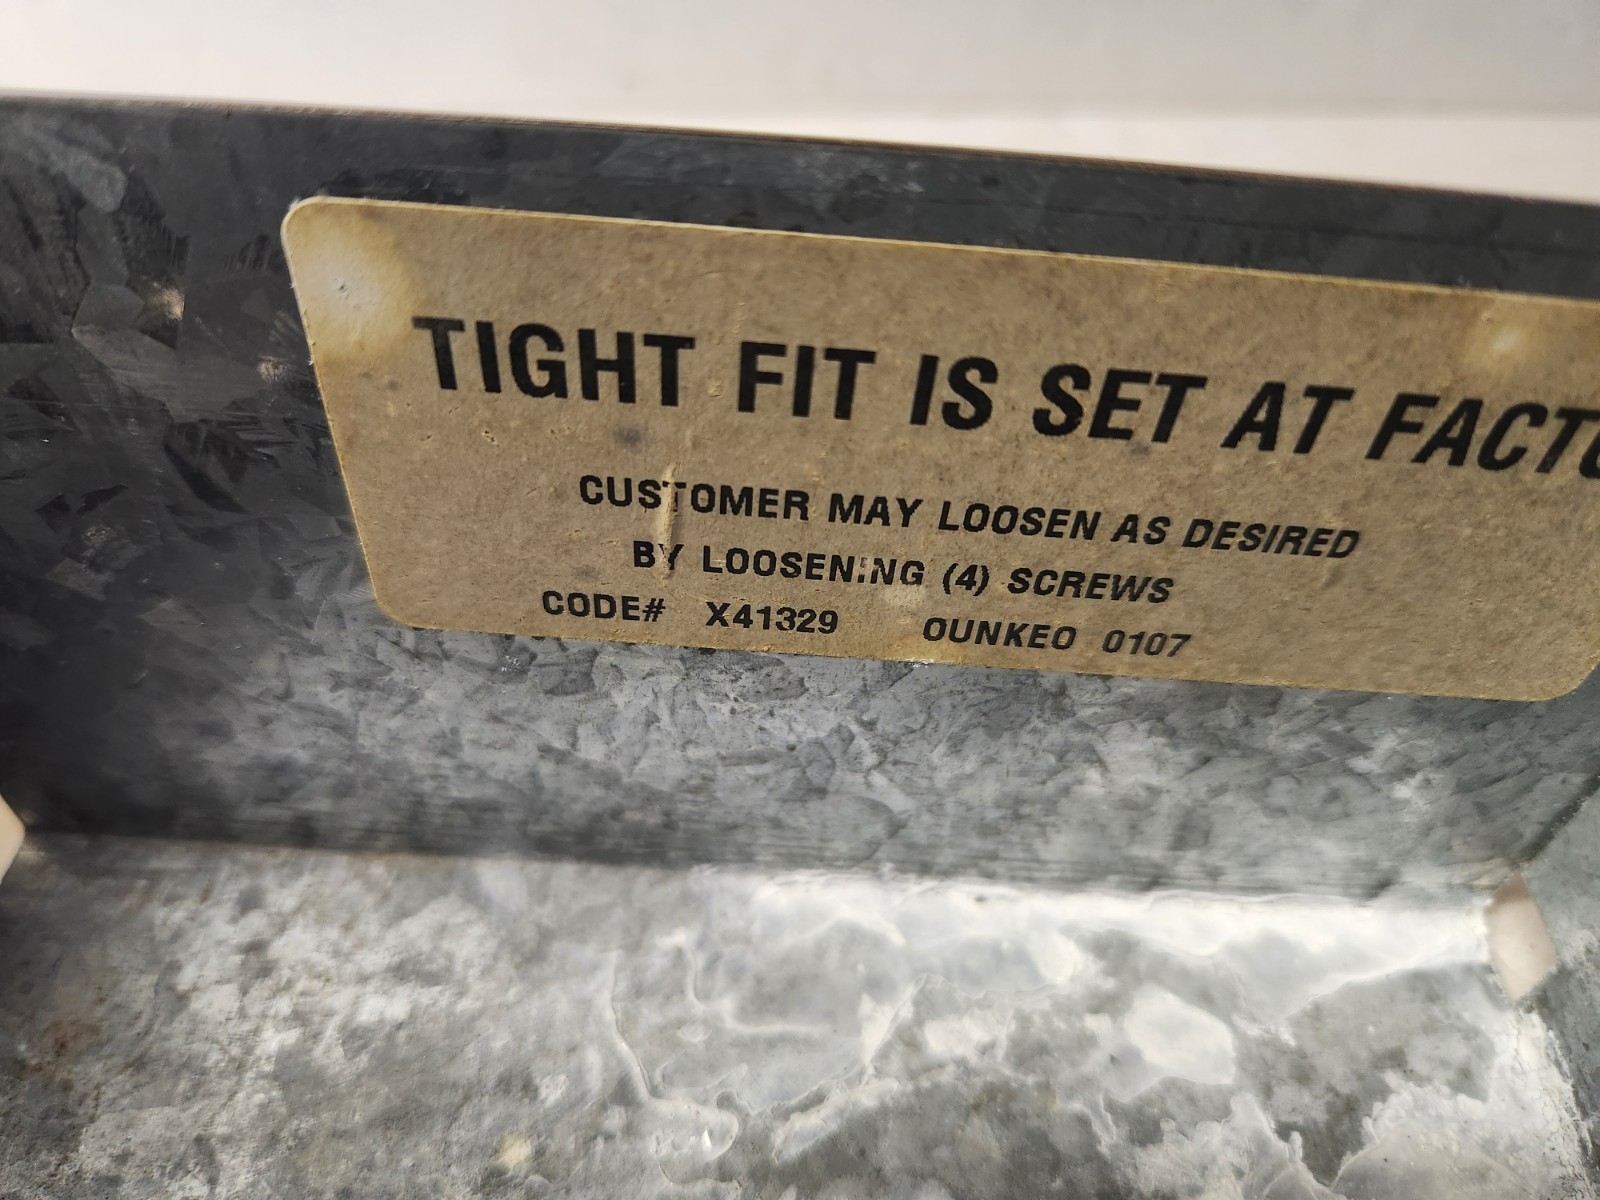 TIGHT FIT IS SET AT FACTO
CUSTOMER MAY LOOSEN AS DESIRED
BY LOOSENING (4) SCREWS
CODE# X41329 OUNKEO 0107